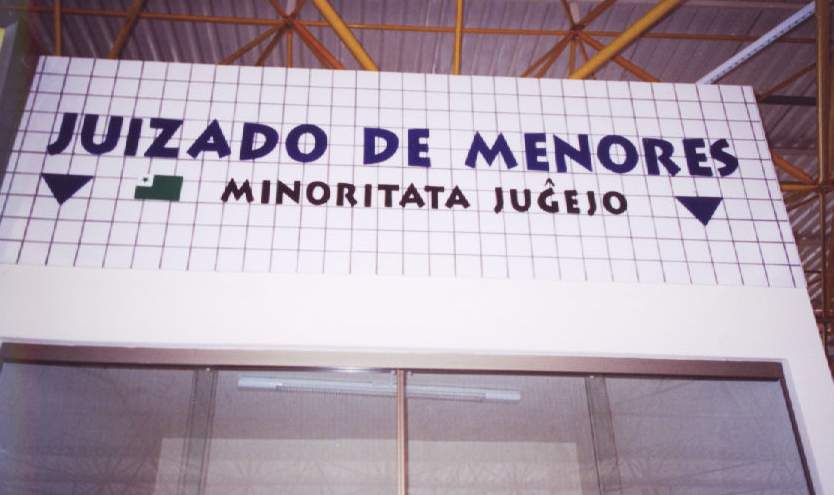 JUIZADO DE MENORES
MINORITATA JUĜEJO